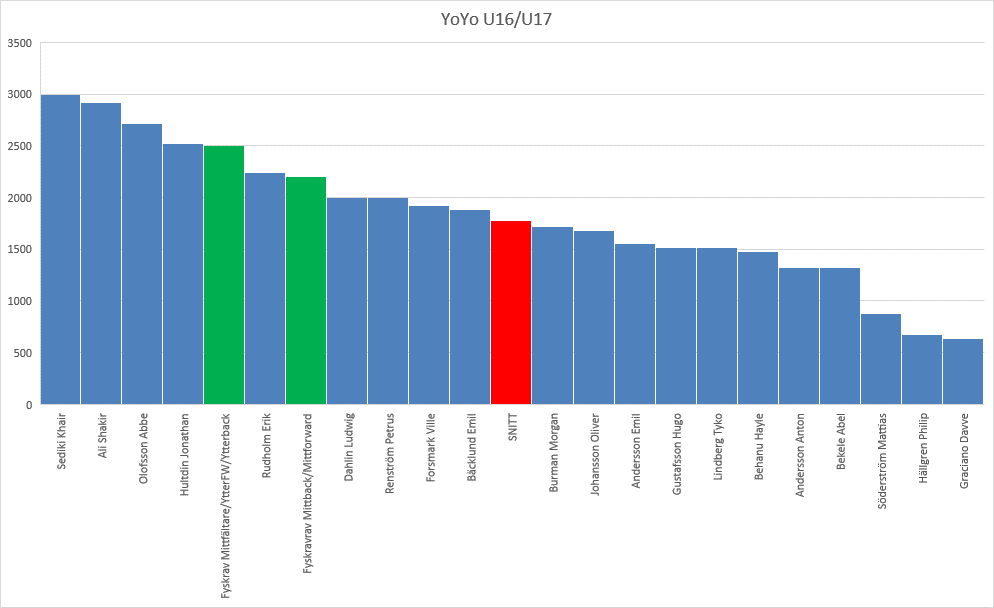 YoYo U16/U17
3500
3000
2500
2000
1500
1000
500
0
Sediki Khair
Ali Shakir
Olofsson Abbe
Hultdin Jonathan
Fyskrav Mittfältare/YtterFW/Ytterback
Rudholm Erik
Fyskravrav Mittback/Mittforward
Dahlin Ludwig
Renström Petrus
Forsmark Ville
Bäcklund Emil
SNITT
Burman Morgan
Johansson Oliver
Andersson Emil
Gustafsson Hugo
Lindberg Tyko
Behanu Hayle
Andersson Anton
Bekele Abel
Söderström Mattias
Hällgren Philip
Graciano Davve